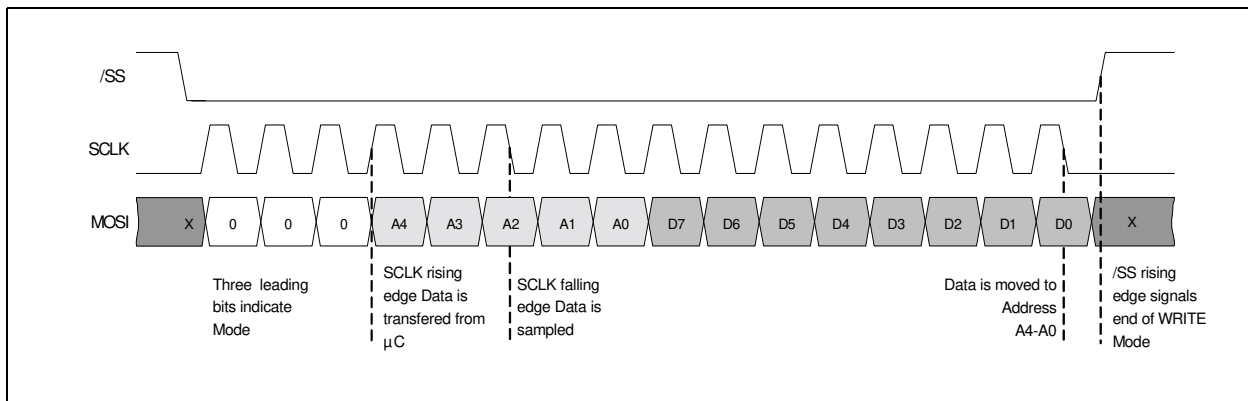 /SS
SCLK
MOSI
X 0 0 0 A4 A3 A2 A1 A0 D7 D6 D5 D4 D3 D2 D1 D0 X
Three leading
bits indicate
Mode
SCLK rising
edge Data is
transfered from
µC
SCLK falling
edge Data is
sampled
Data is moved to
Address
A4-A0
/SS rising
edge signals
end of WRITE
Mode